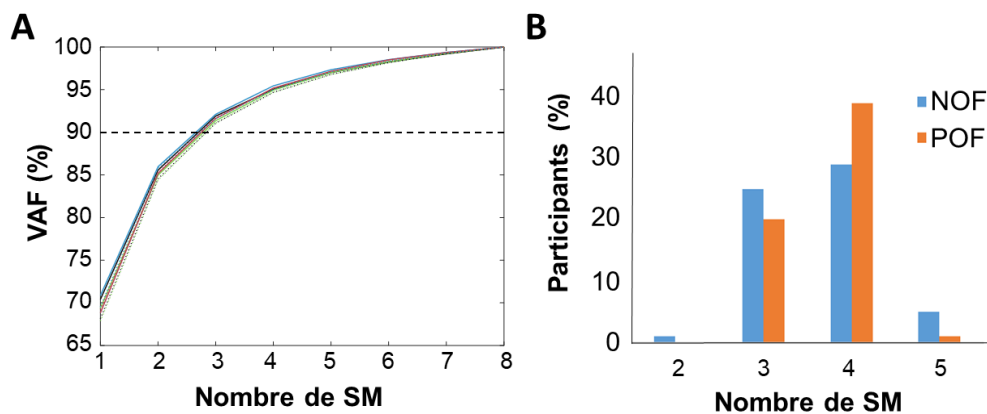 A
VAF (%)
100
95
90
85
80
75
70
65
1 2 3 4 5 6 7 8
Nombre de SM
B
Participants (%)
40
30
20
10
0
2 3 4 5
Nombre de SM
NOF
POF